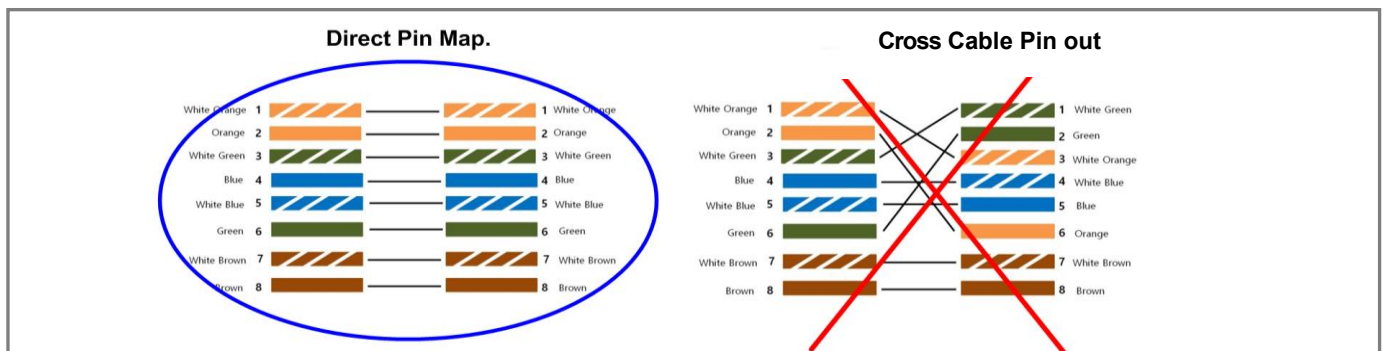 Direct Pin Map.
White Orange 1 1 White Orange
Orange 2 2 Orange
White Green 3 3 White Green
Blue 4 4 Blue
White Blue 5 5 White Blue
Green 6 6 Green
White Brown 7 7 White Brown
Brown 8 8 Brown
Cross Cable Pin out
White Orange 1 1 White Green
Orange 2 2 Green
White Green 3 3 White Orange
Blue 4 4 White Blue
White Blue 5 5 Blue
Green 6 6 Orange
White Brown 7 7 White Brown
Brown 8 8 Brown